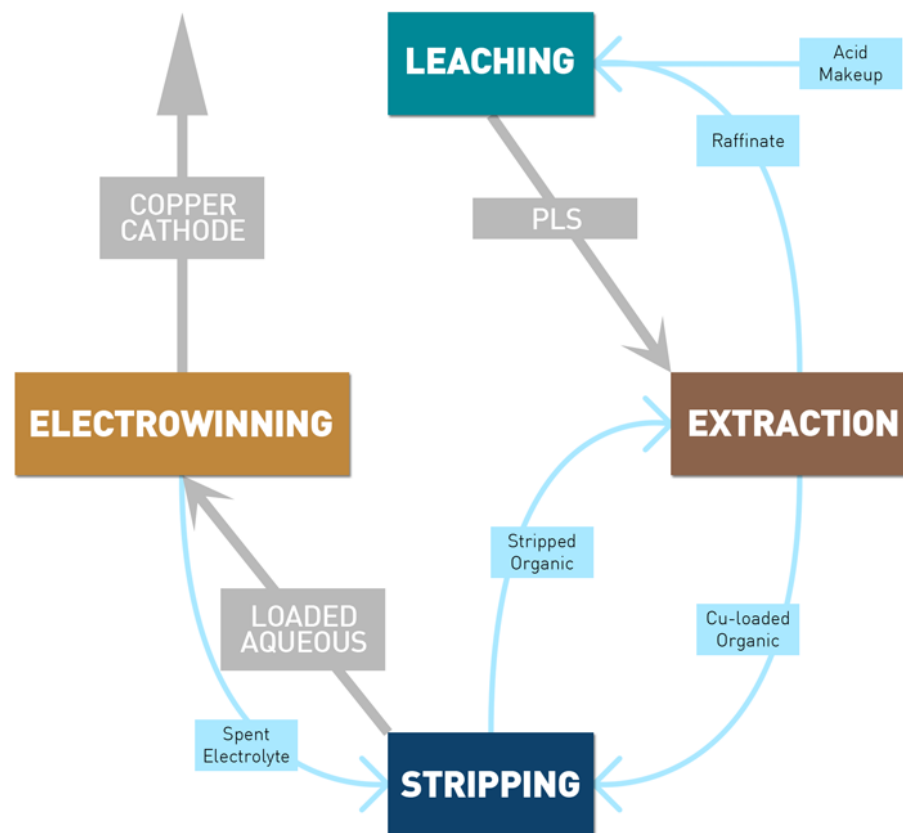 LEACHING
Acid
Makeup
Raffinate
COPPER
CATHODE
PLS
ELECTROWINNING
EXTRACTION
Stripped
Organic
LOADED
AQUEOUS
Cu-loaded
Organic
Spent
Electrolyte
STRIPPING